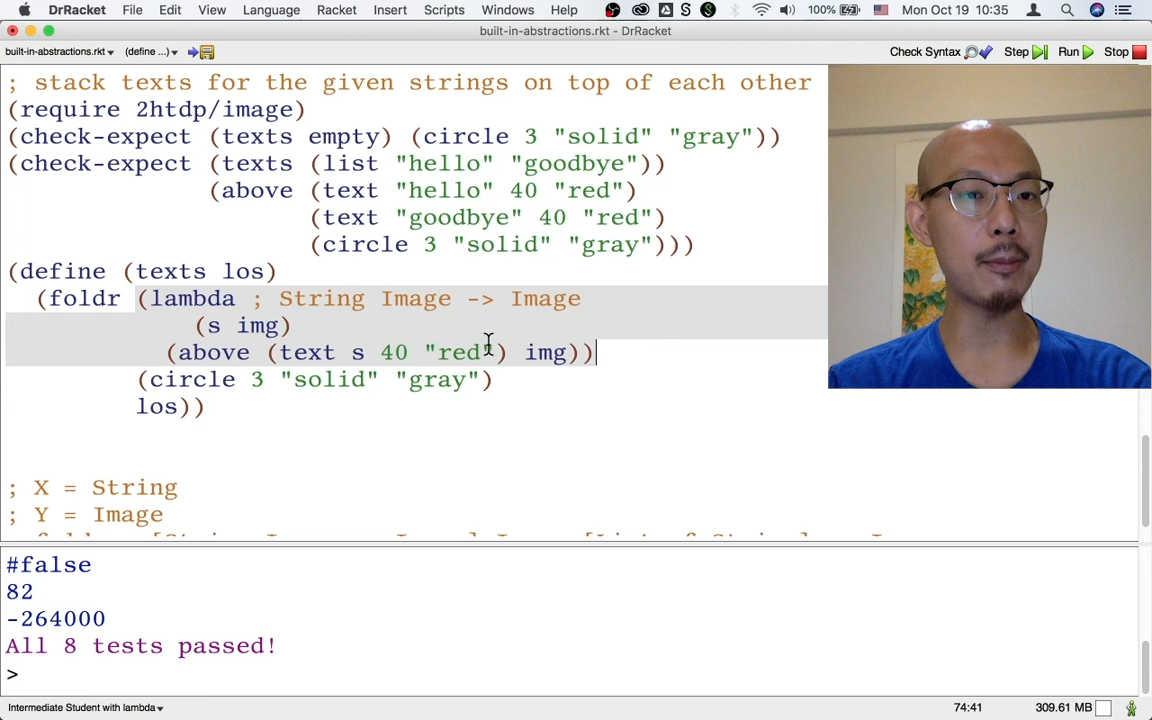 DrRacket File Edit View Language Racket Insert Scripts Windows Help 100% Mon Oct 19 10:35
built-in-abstractions.rkt - DrRacket
built-in-abstractions.rkt (define ...) Check Syntax Step Run Stop
; stack texts for the given strings on top of each other
(require 2htdp/image)
(check-expect (texts empty) (circle 3 "solid" "gray"))
(check-expect (texts (list "hello" "goodbye"))
(above (text "hello" 40 "red")
(text "goodbye" 40 "red")
(circle 3 "solid" "gray")))
(define (texts los)
(foldr (lambda ; String Image -> Image
(s img)
(above (text s 40 "red") img))
(circle 3 "solid" "gray")
los))
; X = String
; Y = Image
#false
82
-264000
All 8 tests passed!
>
Intermediate Student with lambda 74:41 309.61 MB